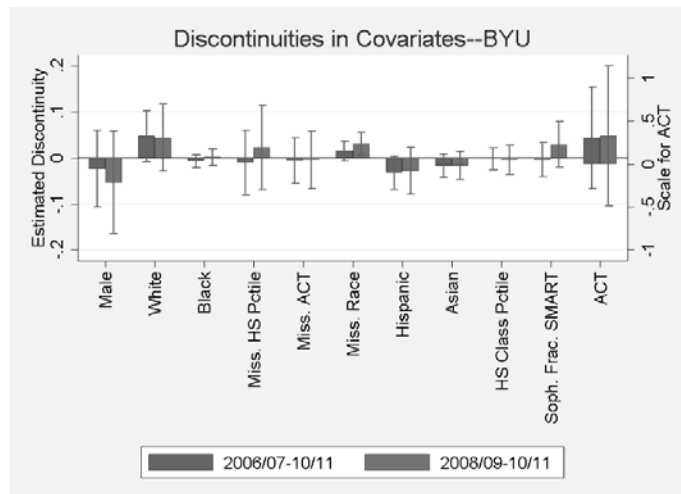 Discontinuities in Covariates--BYU
Estimated Discontinuity
.2
.1
0
-.1
-.2
Scale for ACT
1
.5
0
-.5
-1
Male
White
Black
Miss. HS Pctile
Miss. ACT
Miss. Race
Hispanic
Asian
HS Class Pctile
Soph. Frac. SMART
ACT
2006/07-10/11
2008/09-10/11